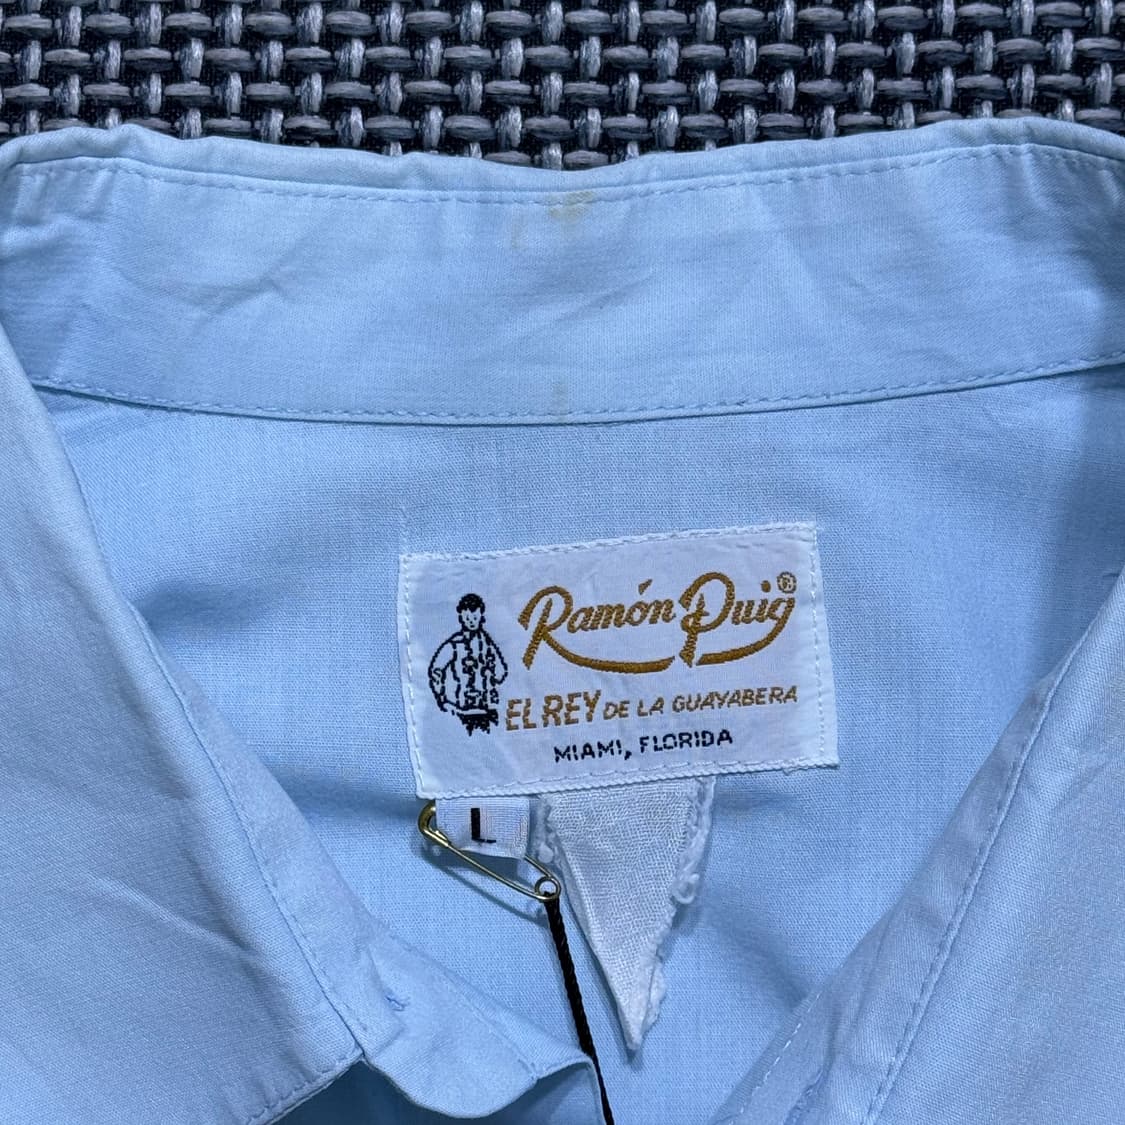 Ramón Puig®
EL REY DE LA GUAYABERA
MIAMI, FLORIDA
L